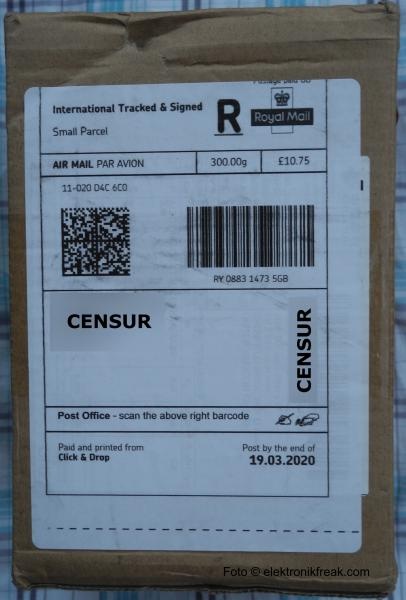 Postage paid GB
International Tracked & Signed
R
Royal Mail
Small Parcel
AIR MAIL PAR AVION
300.00g
£10.75
11-020 D4C 6C0
RY 0883 1473 5GB
CENSUR
CENSUR
Post Office - scan the above right barcode
Paid and printed from
Click & Drop
Post by the end of
19.03.2020
Foto © elektronikfreak.com